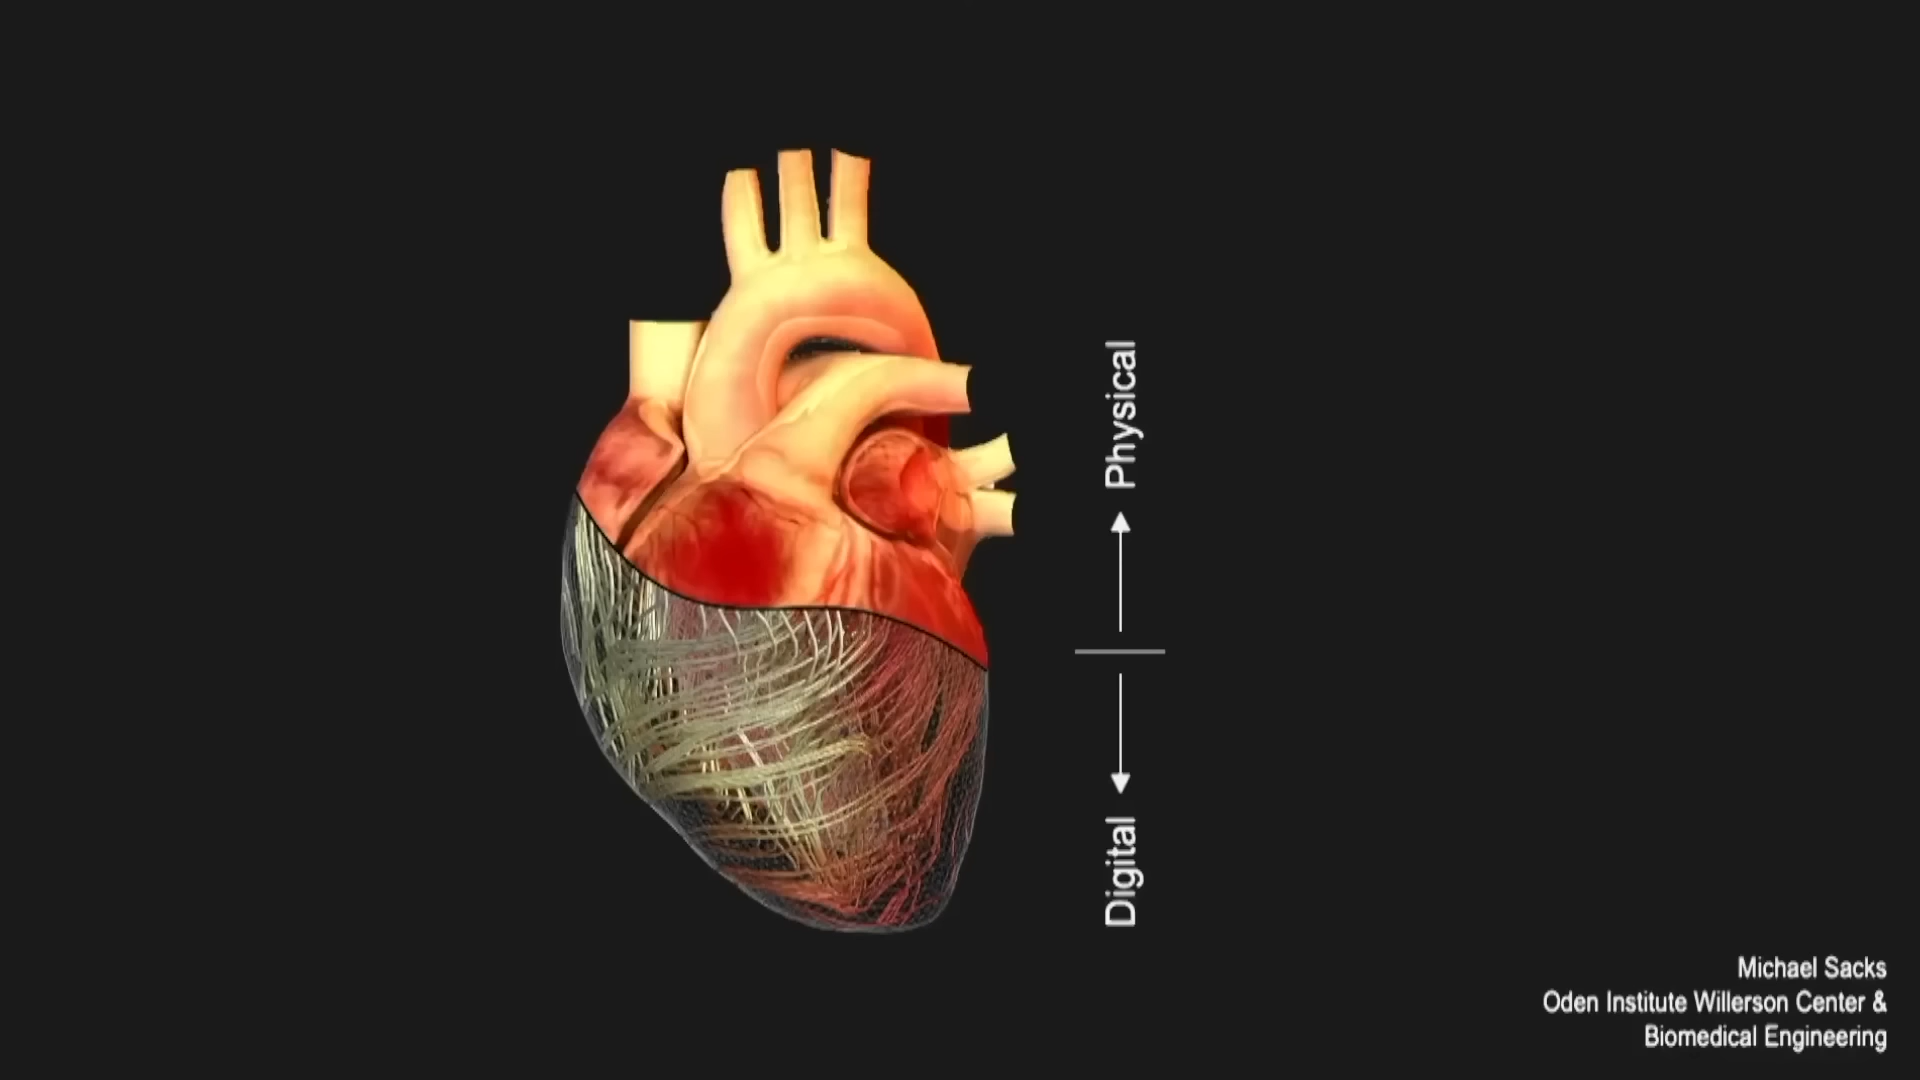 Physical
Digital
Michael Sacks
Oden Institute Willerson Center &
Biomedical Engineering